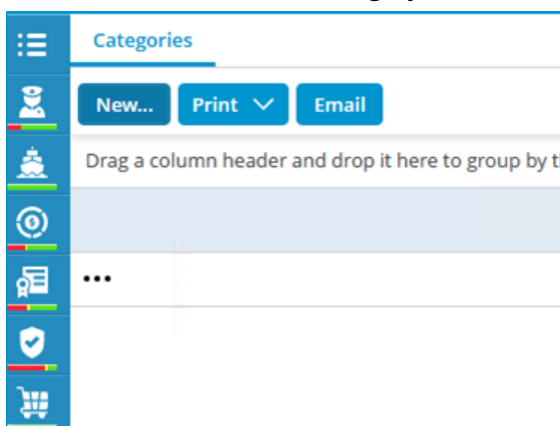 Categories
New... Print Email
Drag a column header and drop it here to group by
...